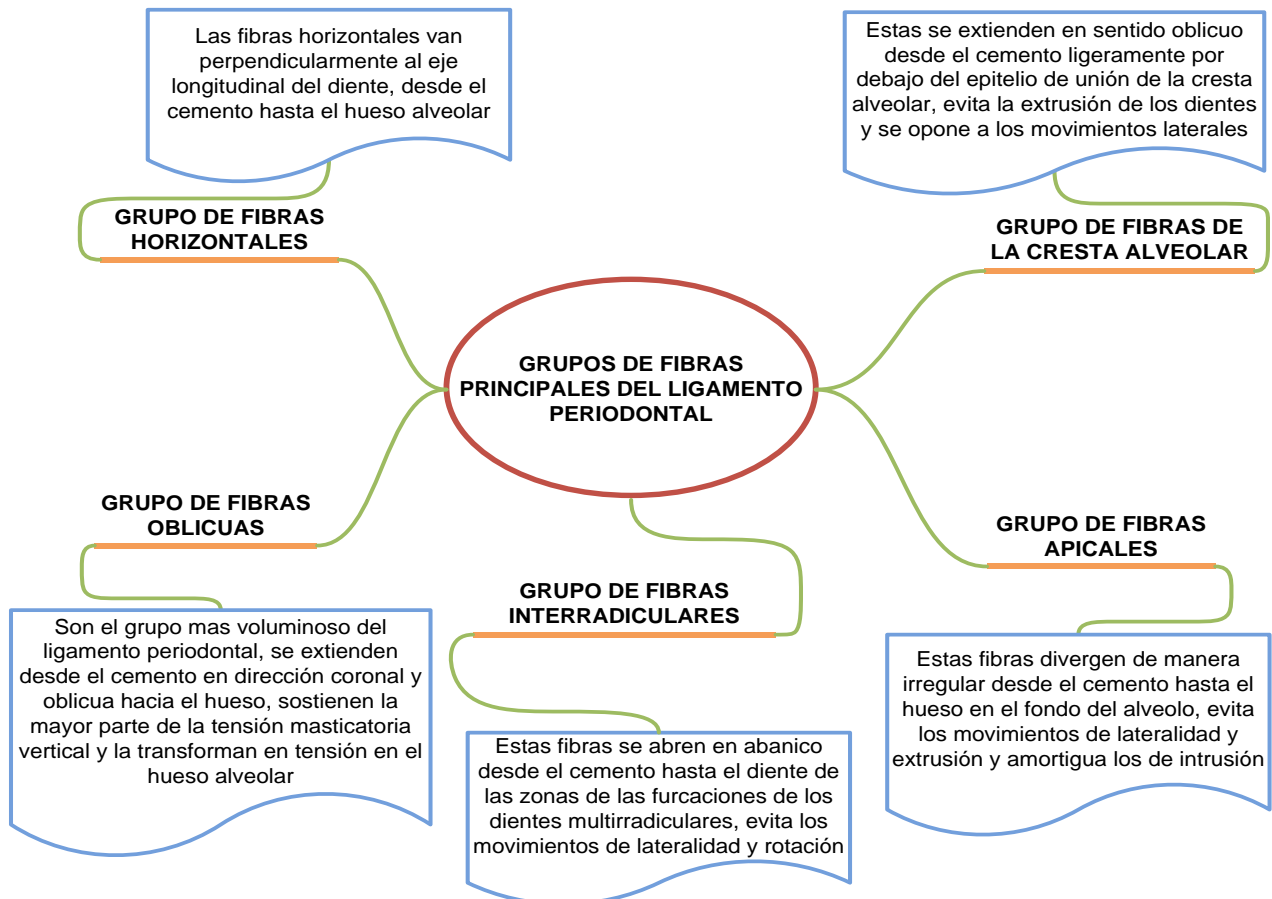 Las fibras horizontales van
perpendicularmente al eje
longitudinal del diente, desde el
cemento hasta el hueso alveolar
Estas se extienden en sentido oblicuo
desde el cemento ligeramente por
debajo del epitelio de unión de la cresta
alveolar, evita la extrusión de los dientes
y se opone a los movimientos laterales
GRUPO DE FIBRAS
HORIZONTALES
GRUPO DE FIBRAS DE
LA CRESTA ALVEOLAR
GRUPOS DE FIBRAS
PRINCIPALES DEL LIGAMENTO
PERIODONTAL
GRUPO DE FIBRAS
OBLICUAS
GRUPO DE FIBRAS
APICALES
GRUPO DE FIBRAS
INTERRADICULARES
Son el grupo mas voluminoso del
ligamento periodontal, se extienden
desde el cemento en dirección coronal y
oblicua hacia el hueso, sostienen la
mayor parte de la tensión masticatoria
vertical y la transforman en tensión en el
hueso alveolar
Estas fibras se abren en abanico
desde el cemento hasta el diente de
las zonas de las furcaciones de los
dientes multirradiculares, evita los
movimientos de lateralidad y rotación
Estas fibras divergen de manera
irregular desde el cemento hasta el
hueso en el fondo del alveolo, evita
los movimientos de lateralidad y
extrusión y amortigua los de intrusión